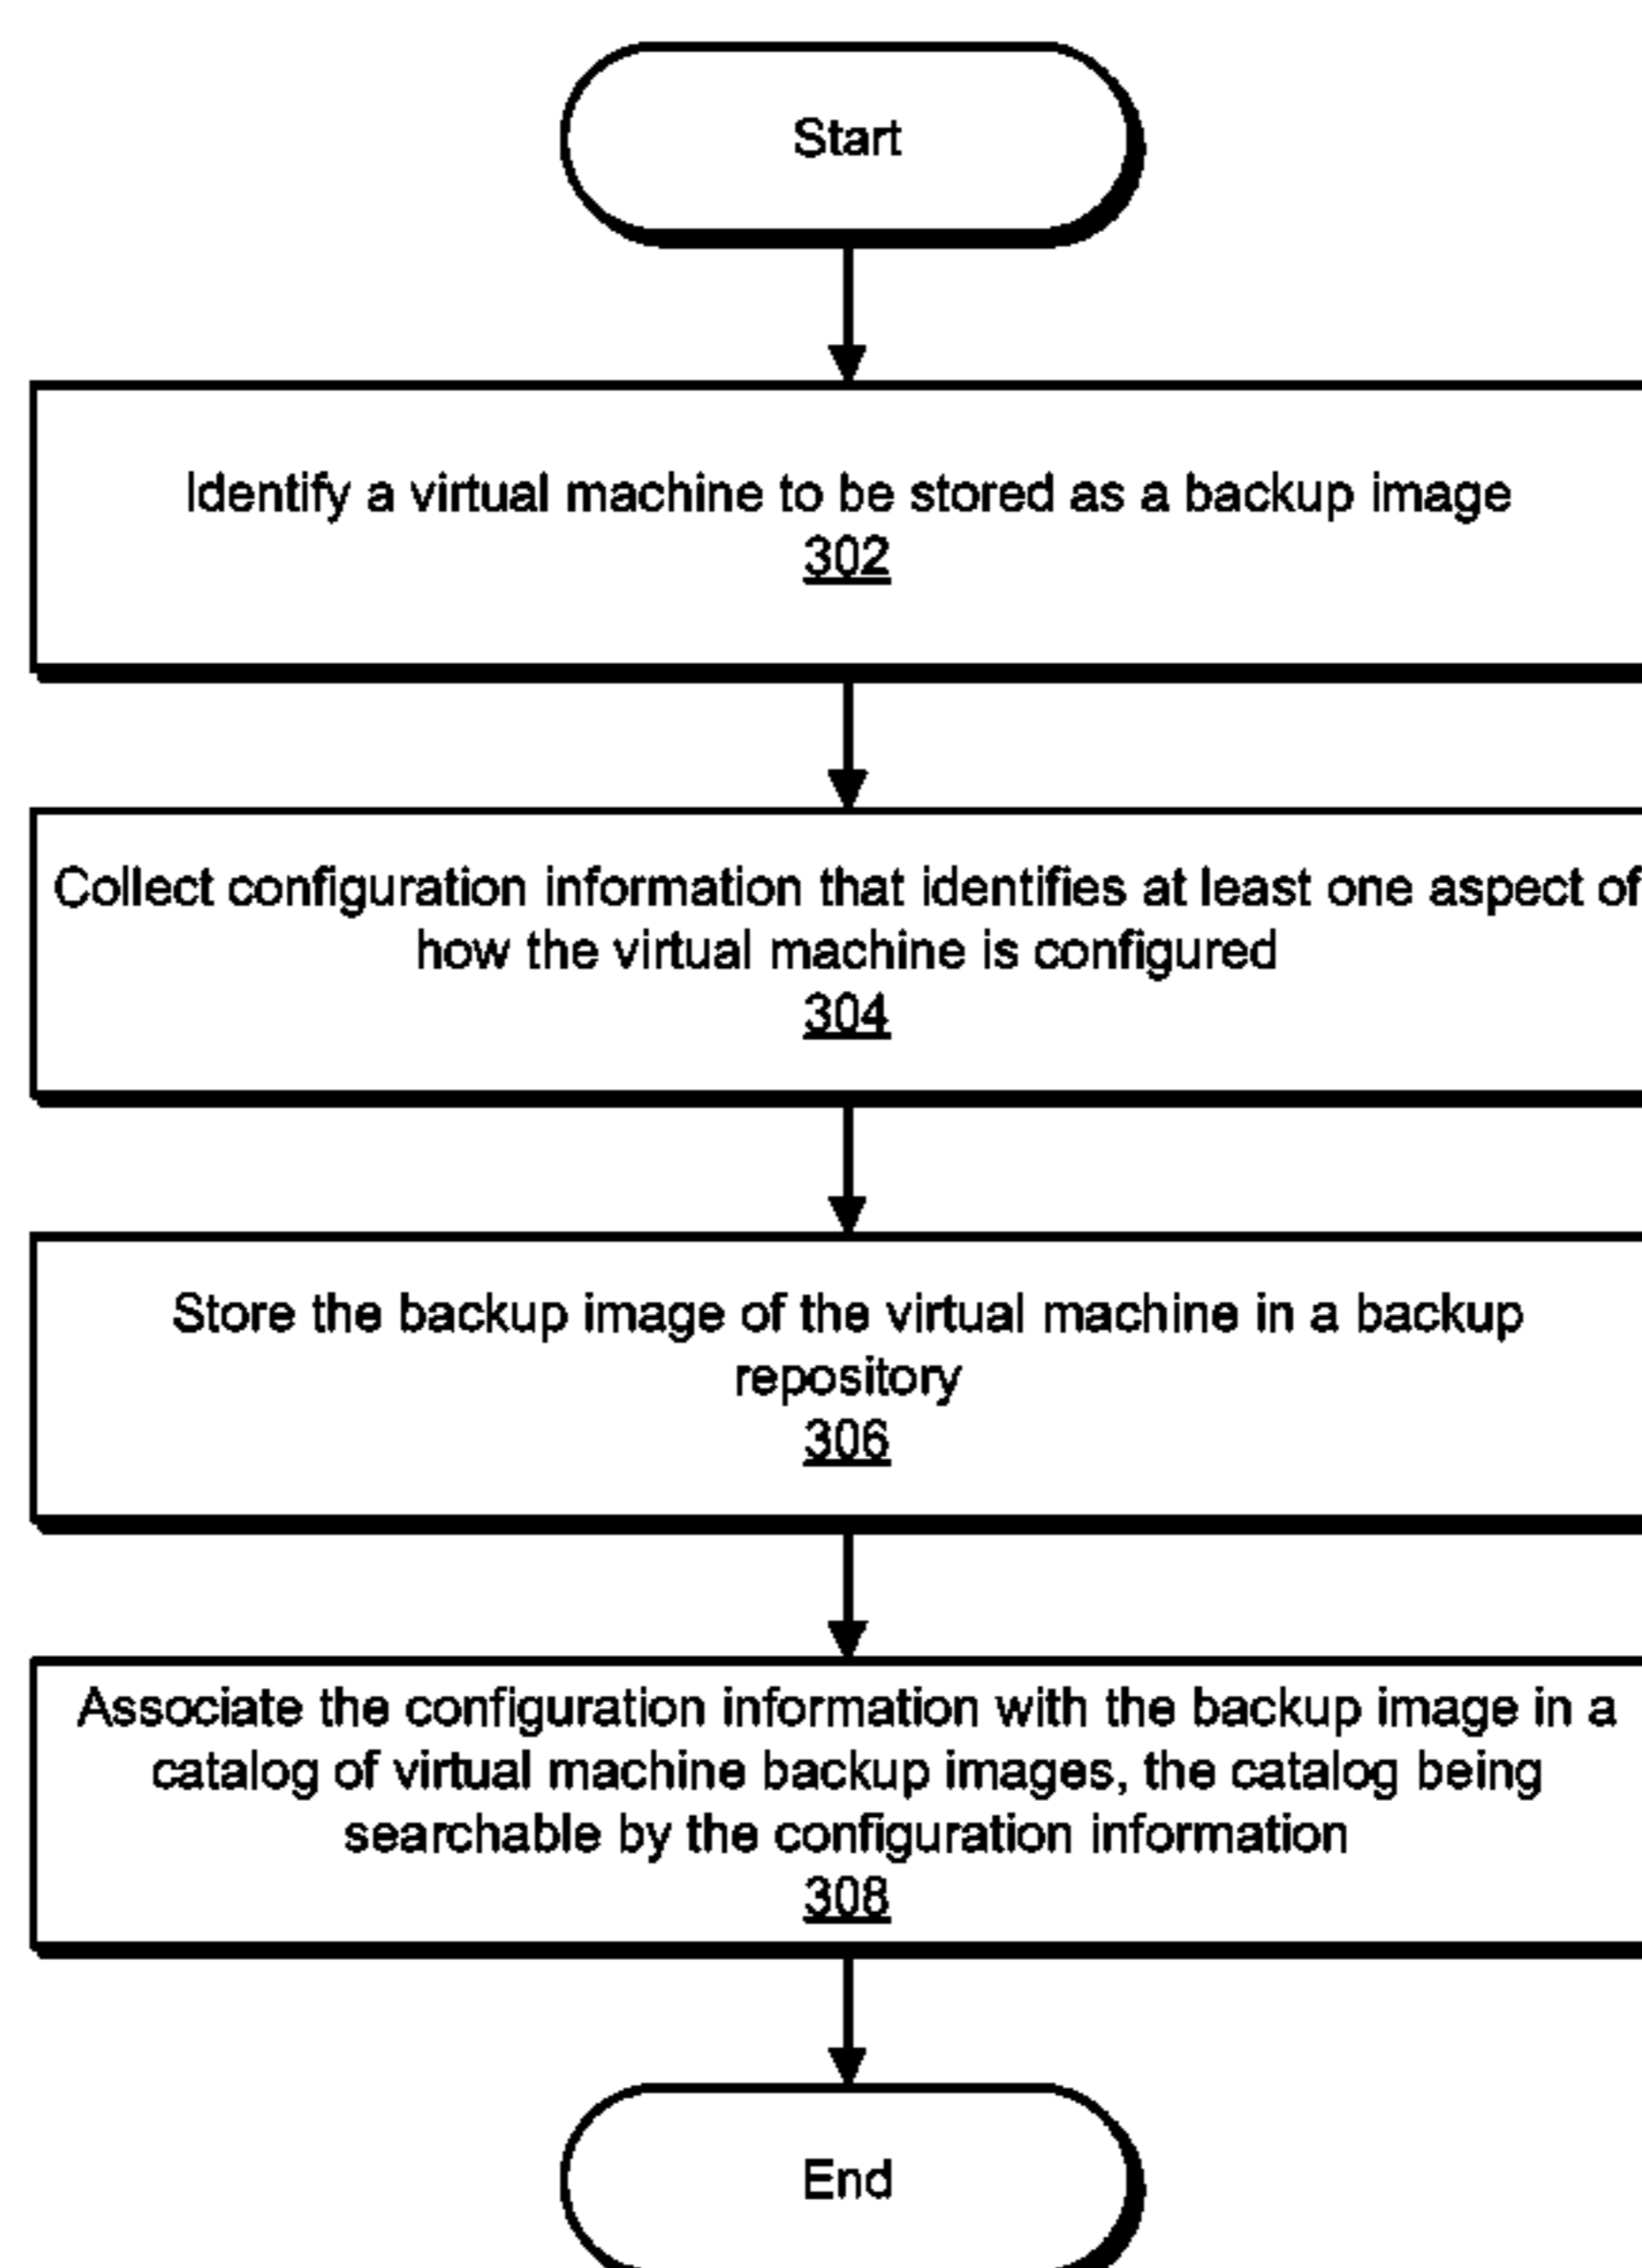 Start
Identify a virtual machine to be stored as a backup image
302
Collect configuration information that identifies at least one aspect of
how the virtual machine is configured
304
Store the backup image of the virtual machine in a backup
repository
306
Associate the configuration information with the backup image in a
catalog of virtual machine backup images, the catalog being
searchable by the configuration information
308
End